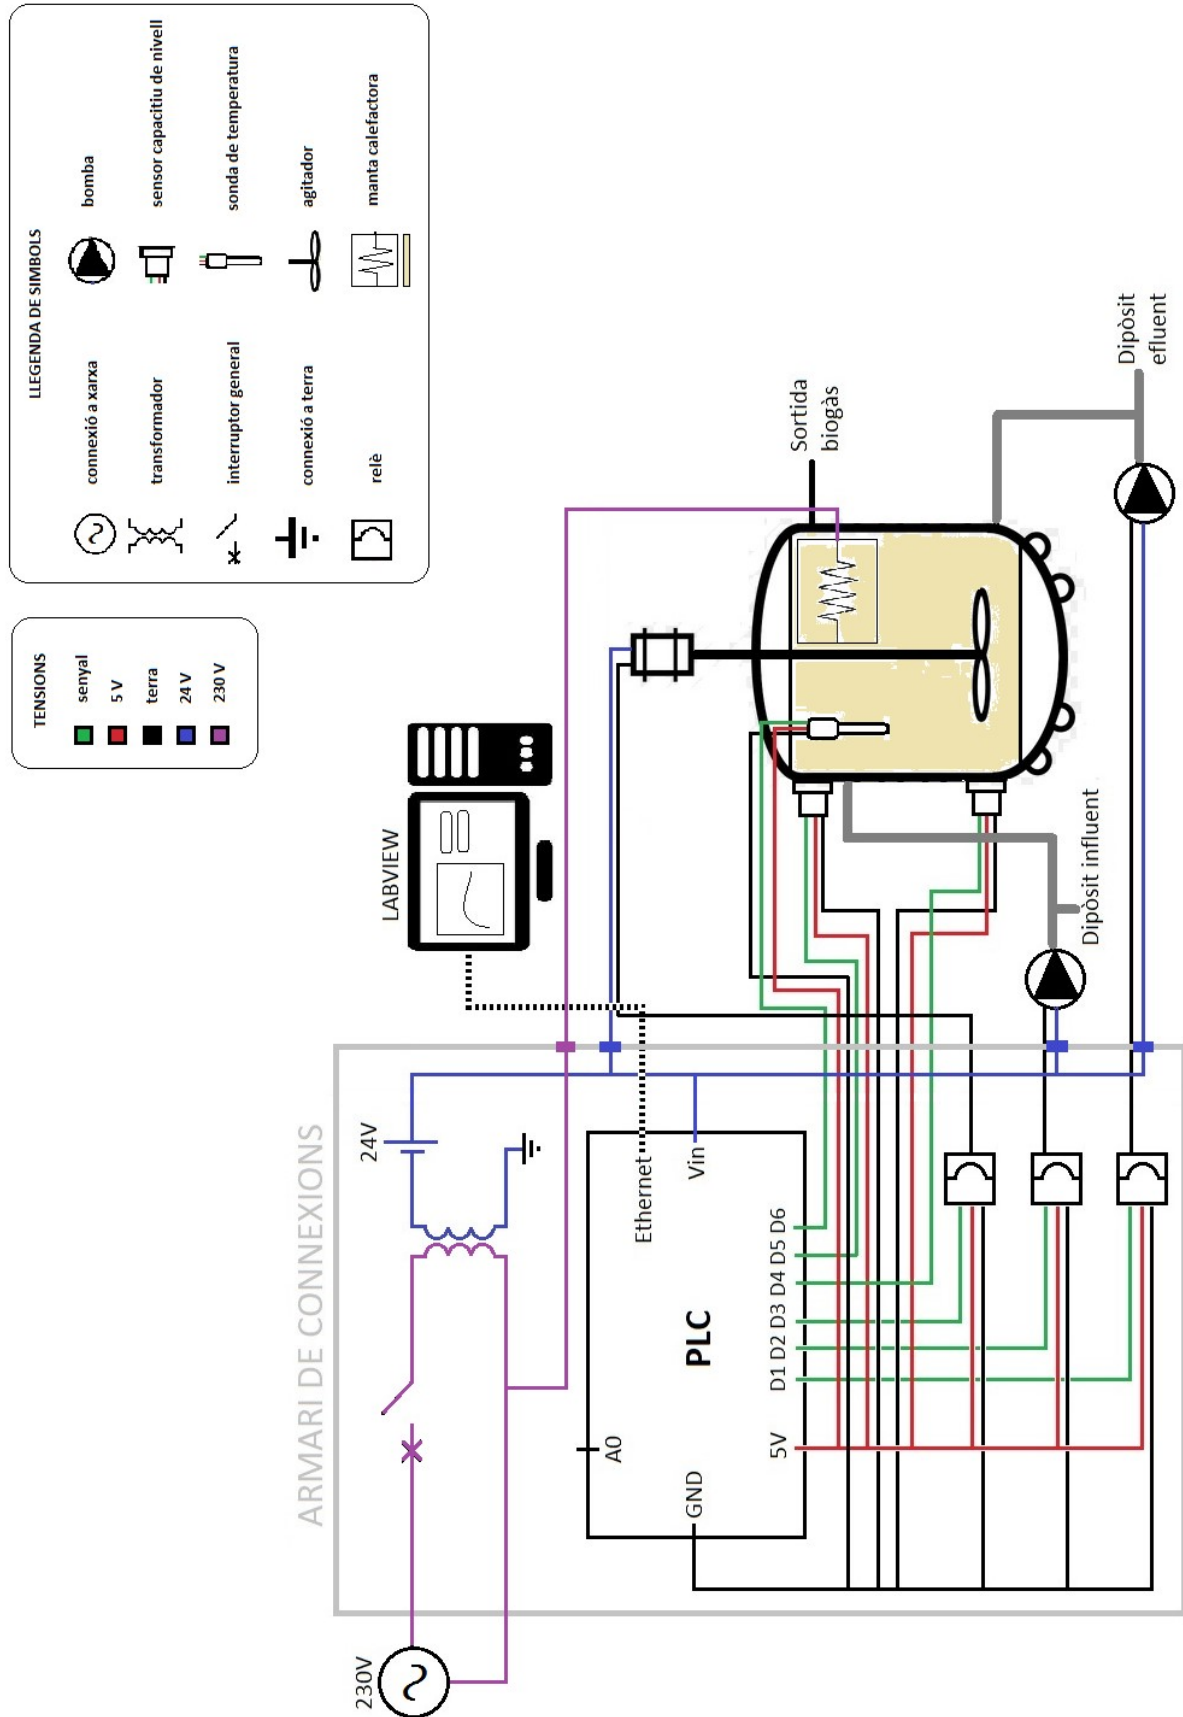 LLEGENDA DE SIMBOLS
connexió a xarxa
bomba
transformador
sensor capacitiu de nivell
interruptor general
sonda de temperatura
connexió a terra
agitador
relè
manta calefactora
TENSIONS
senyal
5 V
terra
24 V
230 V
ARMARI DE CONNEXIONS
230V
24V
LABVIEW
A0
GND
PLC
Ethernet
Vin
5V
D1
D2
D3
D4
D5
D6
Sortida
biogàs
Dipòsit influent
Dipòsit
efluent